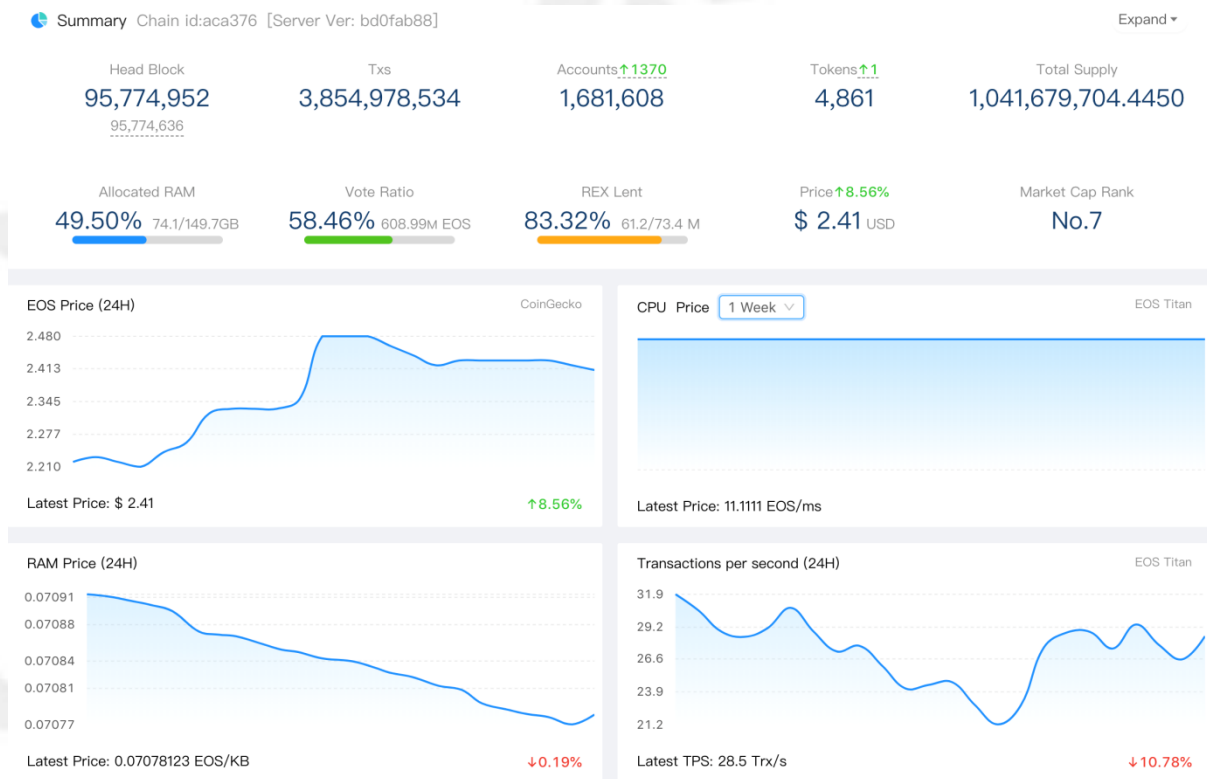 Summary Chain id:aca376 [Server Ver: bd0fab88]
Expand
Head Block
95,774,952
95,774,636
Txs
3,854,978,534
Accounts↑1370
1,681,608
Tokens↑1
4,861
Total Supply
1,041,679,704.4450
Allocated RAM
49.50% 74.1/149.7GB
Vote Ratio
58.46% 608.99M EOS
REX Lent
83.32% 61.2/73.4 M
Price↑8.56%
$ 2.41 USD
Market Cap Rank
No.7
EOS Price (24H)
CoinGecko
2.480
2.413
2.345
2.277
2.210
Latest Price: $ 2.41
↑8.56%
CPU Price 1 Week
EOS Titan
Latest Price: 11.1111 EOS/ms
RAM Price (24H)
0.07091
0.07088
0.07084
0.07081
0.07077
Latest Price: 0.07078123 EOS/KB
↓0.19%
Transactions per second (24H)
EOS Titan
31.9
29.2
26.6
23.9
21.2
Latest TPS: 28.5 Trx/s
↓10.78%